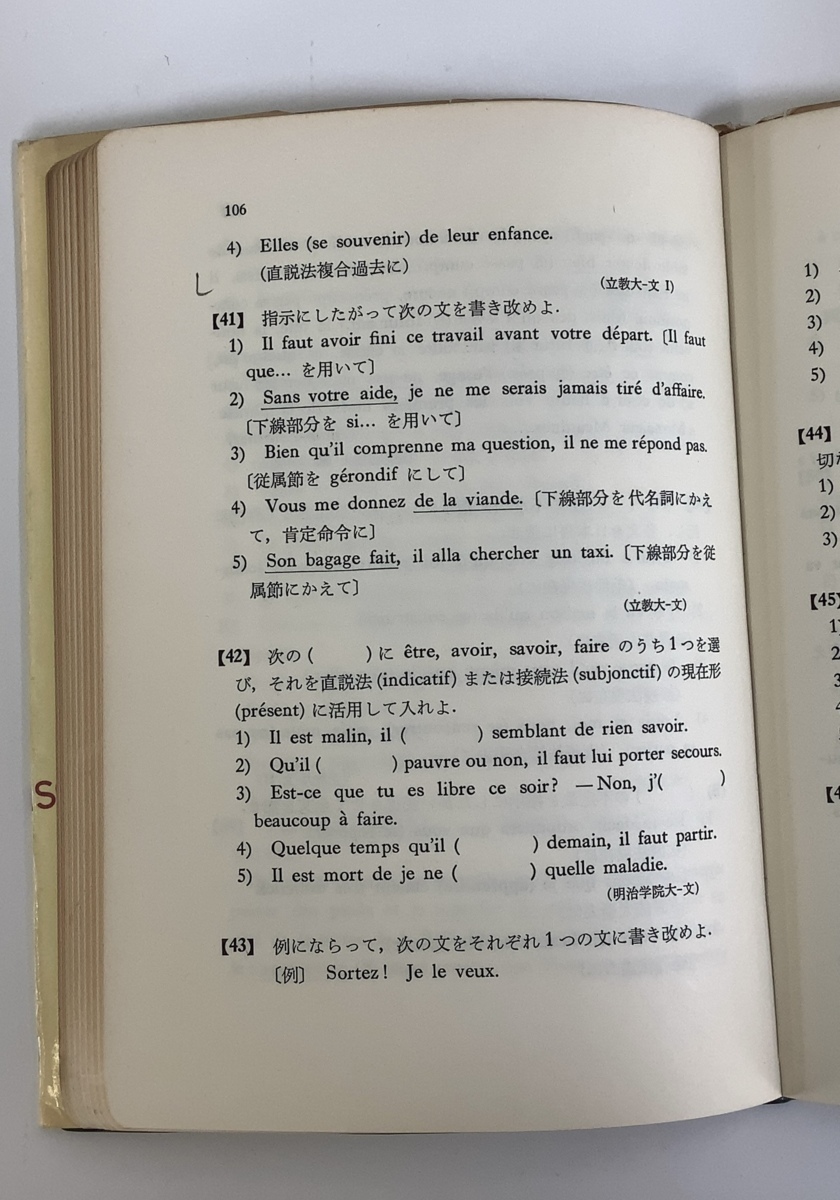 106
4) Elles (se souvenir) de leur enfance.
(直説法複合過去に)
(立教大-文 I)
【41】 指示にしたがって次の文を書き改めよ.
1) Il faut avoir fini ce travail avant votre départ. 〔Il faut
que... を用いて〕
2) Sans votre aide, je ne me serais jamais tiré d'affaire.
〔下線部分を si... を用いて〕
3) Bien qu'il comprenne ma question, il ne me répond pas.
〔従属節を gérondif にして〕
4) Vous me donnez de la viande. 〔下線部分を代名詞にかえ
て, 肯定命令に〕
5) Son bagage fait, il alla chercher un taxi. 〔下線部分を従
属節にかえて〕
(立教大-文)
【42】 次の ( ) に être, avoir, savoir, faire のうち1つを選
び, それを直説法 (indicatif) または接続法 (subjonctif) の現在形
(présent) に活用して入れよ.
1) Il est malin, il ( ) semblant de rien savoir.
2) Qu'il ( ) pauvre ou non, il faut lui porter secours.
3) Est-ce que tu es libre ce soir? — Non, j'( )
beaucoup à faire.
4) Quelque temps qu'il ( ) demain, il faut partir.
5) Il est mort de je ne ( ) quelle maladie.
(明治学院大-文)
【43】 例にならって, 次の文をそれぞれ1つの文に書き改めよ.
〔例〕 Sortez! Je le veux.
S
1)
2)
3)
4)
5)
【44】
1)
2)
3)
【45】